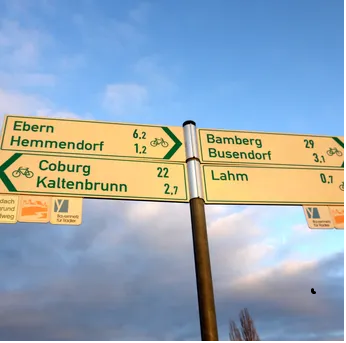 Ebern 6,2
Hemmendorf 1,2
Coburg 22
Kaltenbrunn 2,7
Bamberg 29
Busendorf 3,1
Lahm 0,7